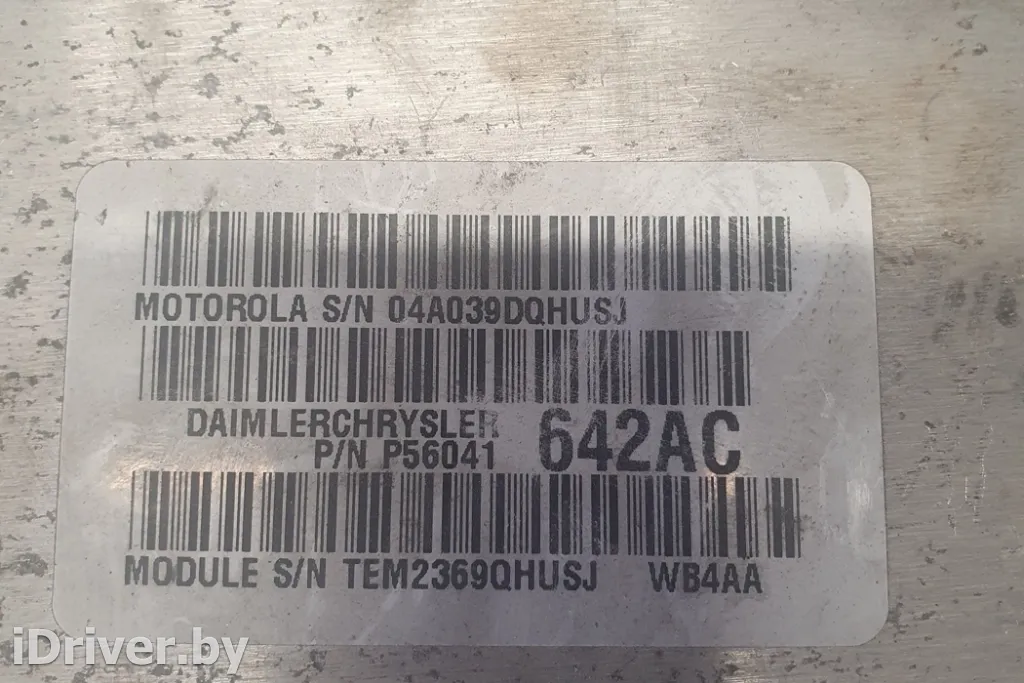 MOTOROLA S/N 04A039DQHUSJ
DAIMLERCHRYSLER
P/N P56041 642AC
MODULE S/N TEM2369QHUSJ WB4AA
iDriver.by